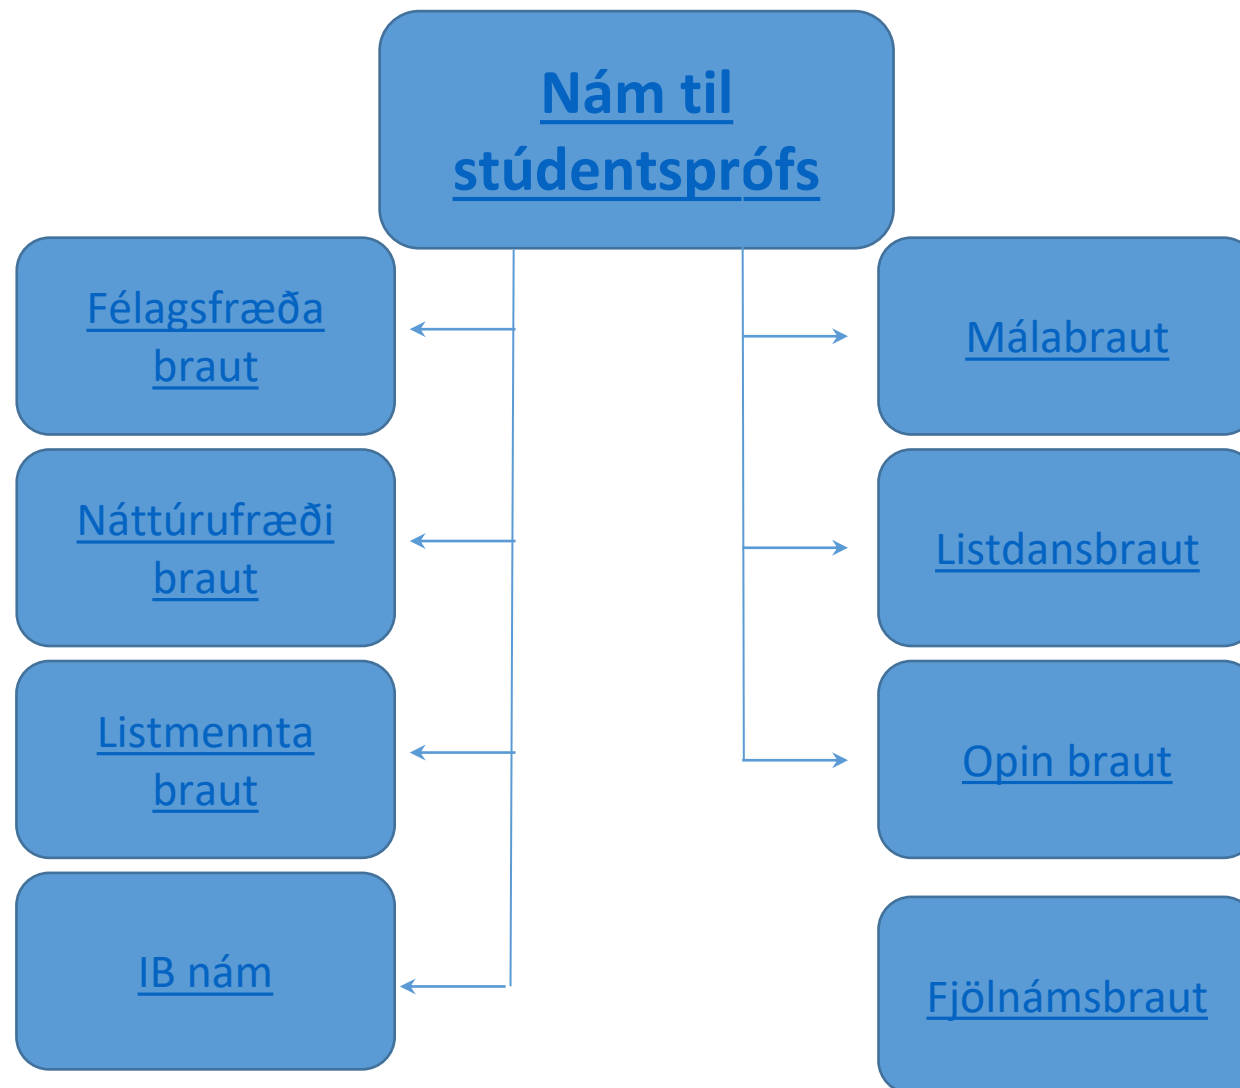 Nám til
stúdentsprófs
Félagsfræða
braut
Náttúrufræði
braut
Listmennta
braut
IB nám
Málabraut
Listdansbraut
Opin braut
Fjölnámsbraut